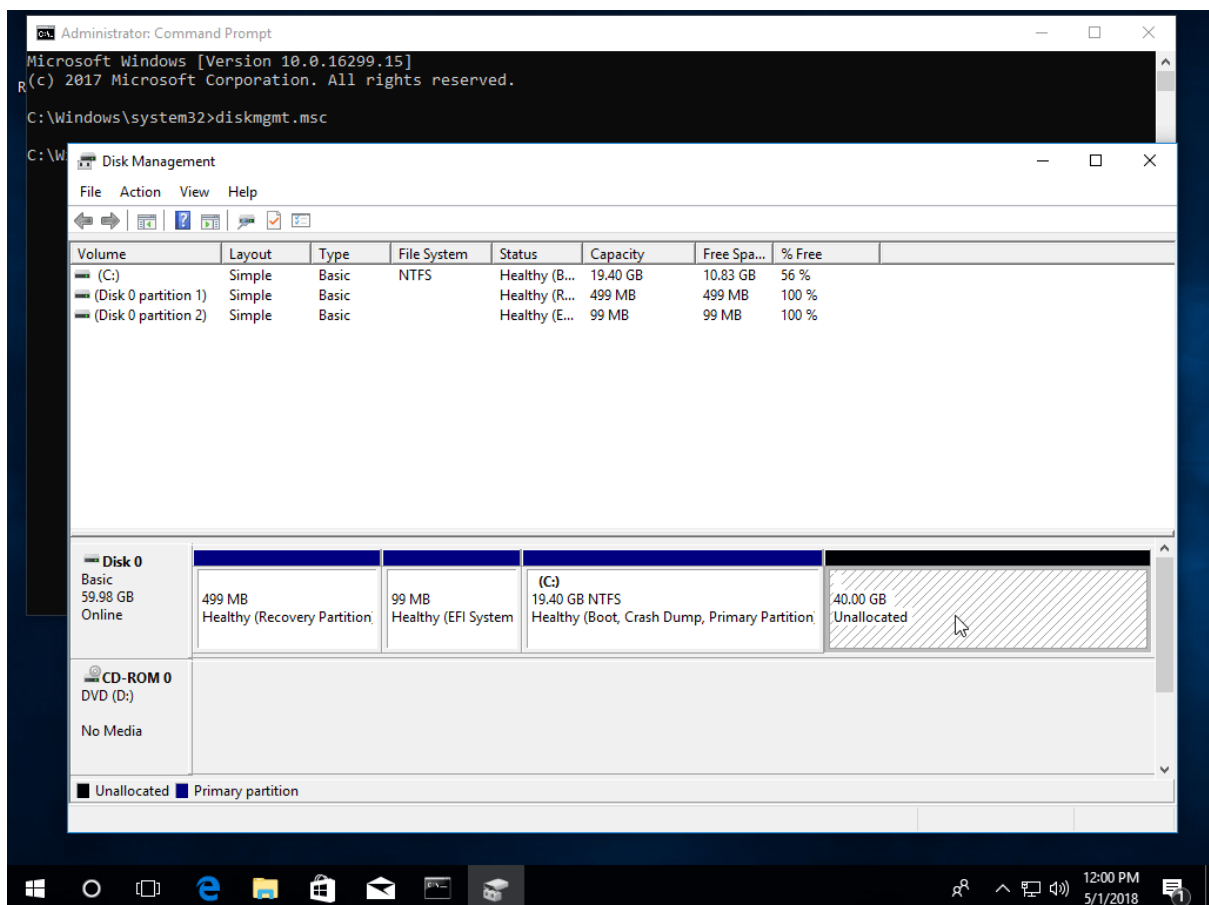 Administrator: Command Prompt
Microsoft Windows [Version 10.0.16299.15]
R(c) 2017 Microsoft Corporation. All rights reserved.
C:\Windows\system32>diskmgmt.msc
C:\W
Disk Management
File Action View Help
Volume Layout Type File System Status Capacity Free Spa... % Free
(C:) Simple Basic NTFS Healthy (B... 19.40 GB 10.83 GB 56 %
(Disk 0 partition 1) Simple Basic Healthy (R... 499 MB 499 MB 100 %
(Disk 0 partition 2) Simple Basic Healthy (E... 99 MB 99 MB 100 %
Disk 0
Basic
59.98 GB
Online
499 MB
Healthy (Recovery Partition)
99 MB
Healthy (EFI System
(C:)
19.40 GB NTFS
Healthy (Boot, Crash Dump, Primary Partition)
40.00 GB
Unallocated
CD-ROM 0
DVD (D:)
No Media
Unallocated Primary partition
12:00 PM
5/1/2018
1